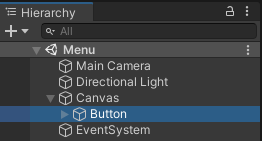 Hierarchy
All
Menu
Main Camera
Directional Light
Canvas
Button
EventSystem